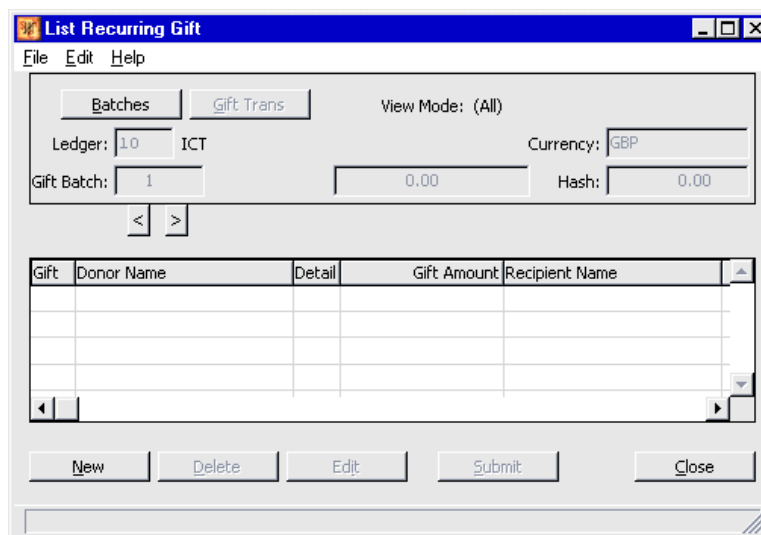 List Recurring Gift
File Edit Help
Batches Gift Trans View Mode: (All)
Ledger: 10 ICT Currency: GBP
Gift Batch: 1 0.00 Hash: 0.00
< >
Gift Donor Name Detail Gift Amount Recipient Name
New Delete Edit Submit Close